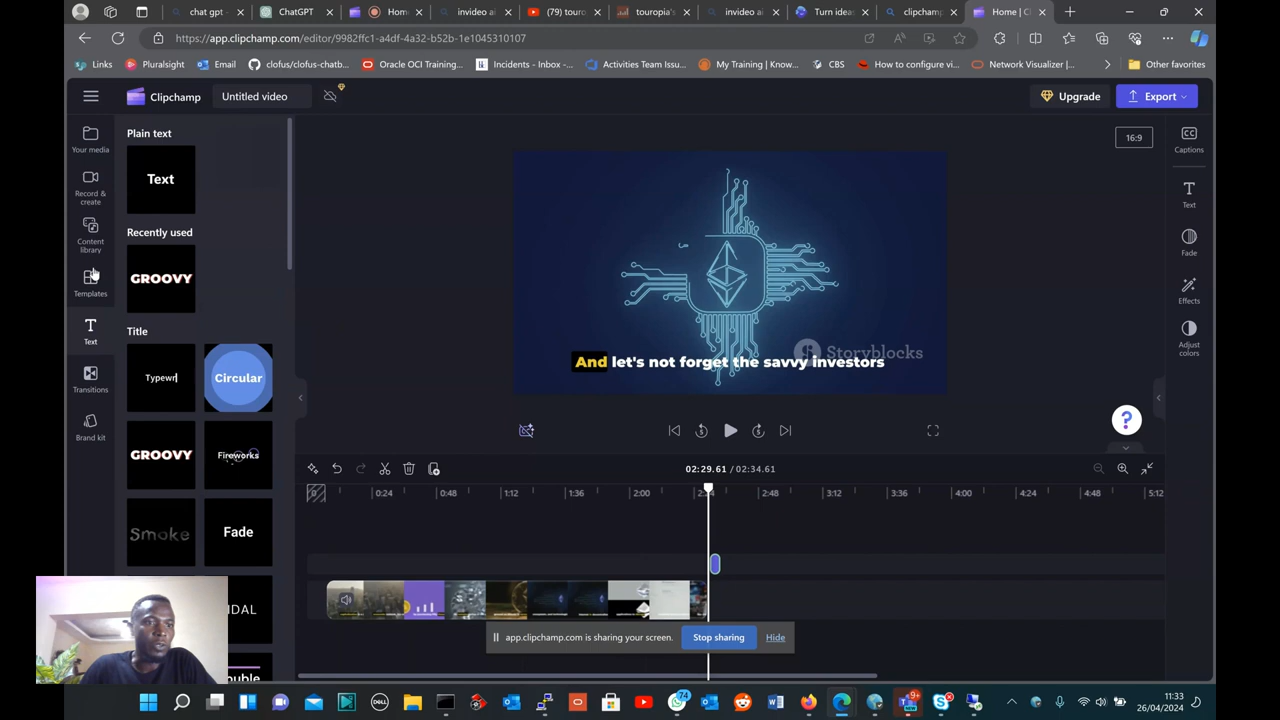 chat gpt -
ChatGPT
Home
invideo ai
(79) touro
touropia's
invideo ai
Turn ideas
clipchamp
Home | Cl
https://app.clipchamp.com/editor/9982ffc1-a4df-4a32-b52b-1e1045310107
Links
Pluralsight
Email
clofus/clofus-chatb...
Oracle OCI Training...
Incidents - Inbox -...
Activities Team Issu...
My Training | Know...
CBS
How to configure vi...
Network Visualizer |...
Other favorites
Clipchamp
Untitled video
Upgrade
Export
Your media
Record & create
Content library
Templates
Text
Transitions
Brand kit
Plain text
Text
Recently used
GROOVY
Title
Typewr
Circular
GROOVY
Fireworks
Smoke
Fade
DAL
16:9
Storyblocks
And let's not forget the savvy investors
Captions
Text
Fade
Effects
Adjust colors
?
02:29.61 / 02:34.61
0
0:24
0:48
1:12
1:36
2:00
2:48
3:12
3:36
4:00
4:24
4:48
5:12
app.clipchamp.com is sharing your screen.
Stop sharing
Hide
74
9+
11:33
26/04/2024